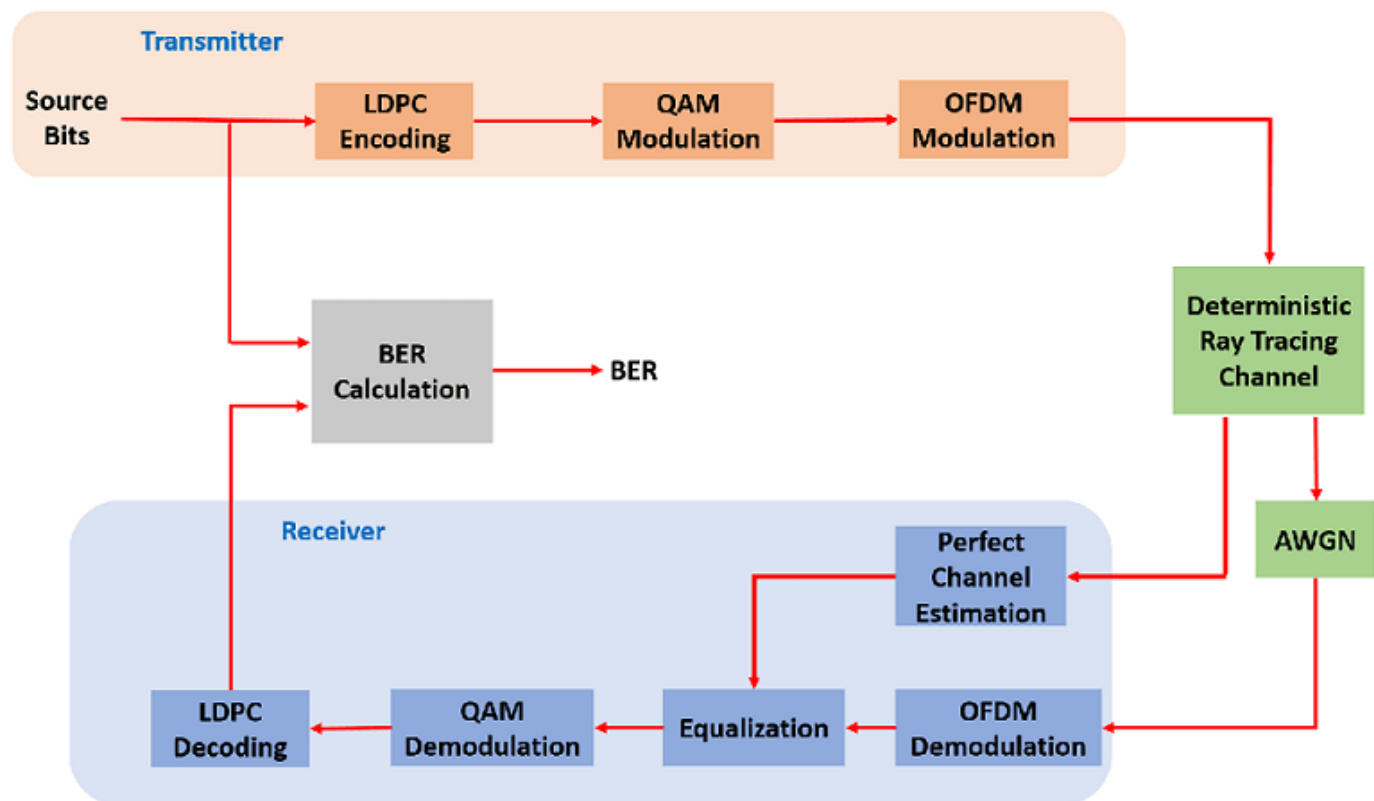 Transmitter
Source
Bits
LDPC
Encoding
QAM
Modulation
OFDM
Modulation
Deterministic
Ray Tracing
Channel
BER
Calculation
BER
AWGN
Receiver
Perfect
Channel
Estimation
LDPC
Decoding
QAM
Demodulation
Equalization
OFDM
Demodulation